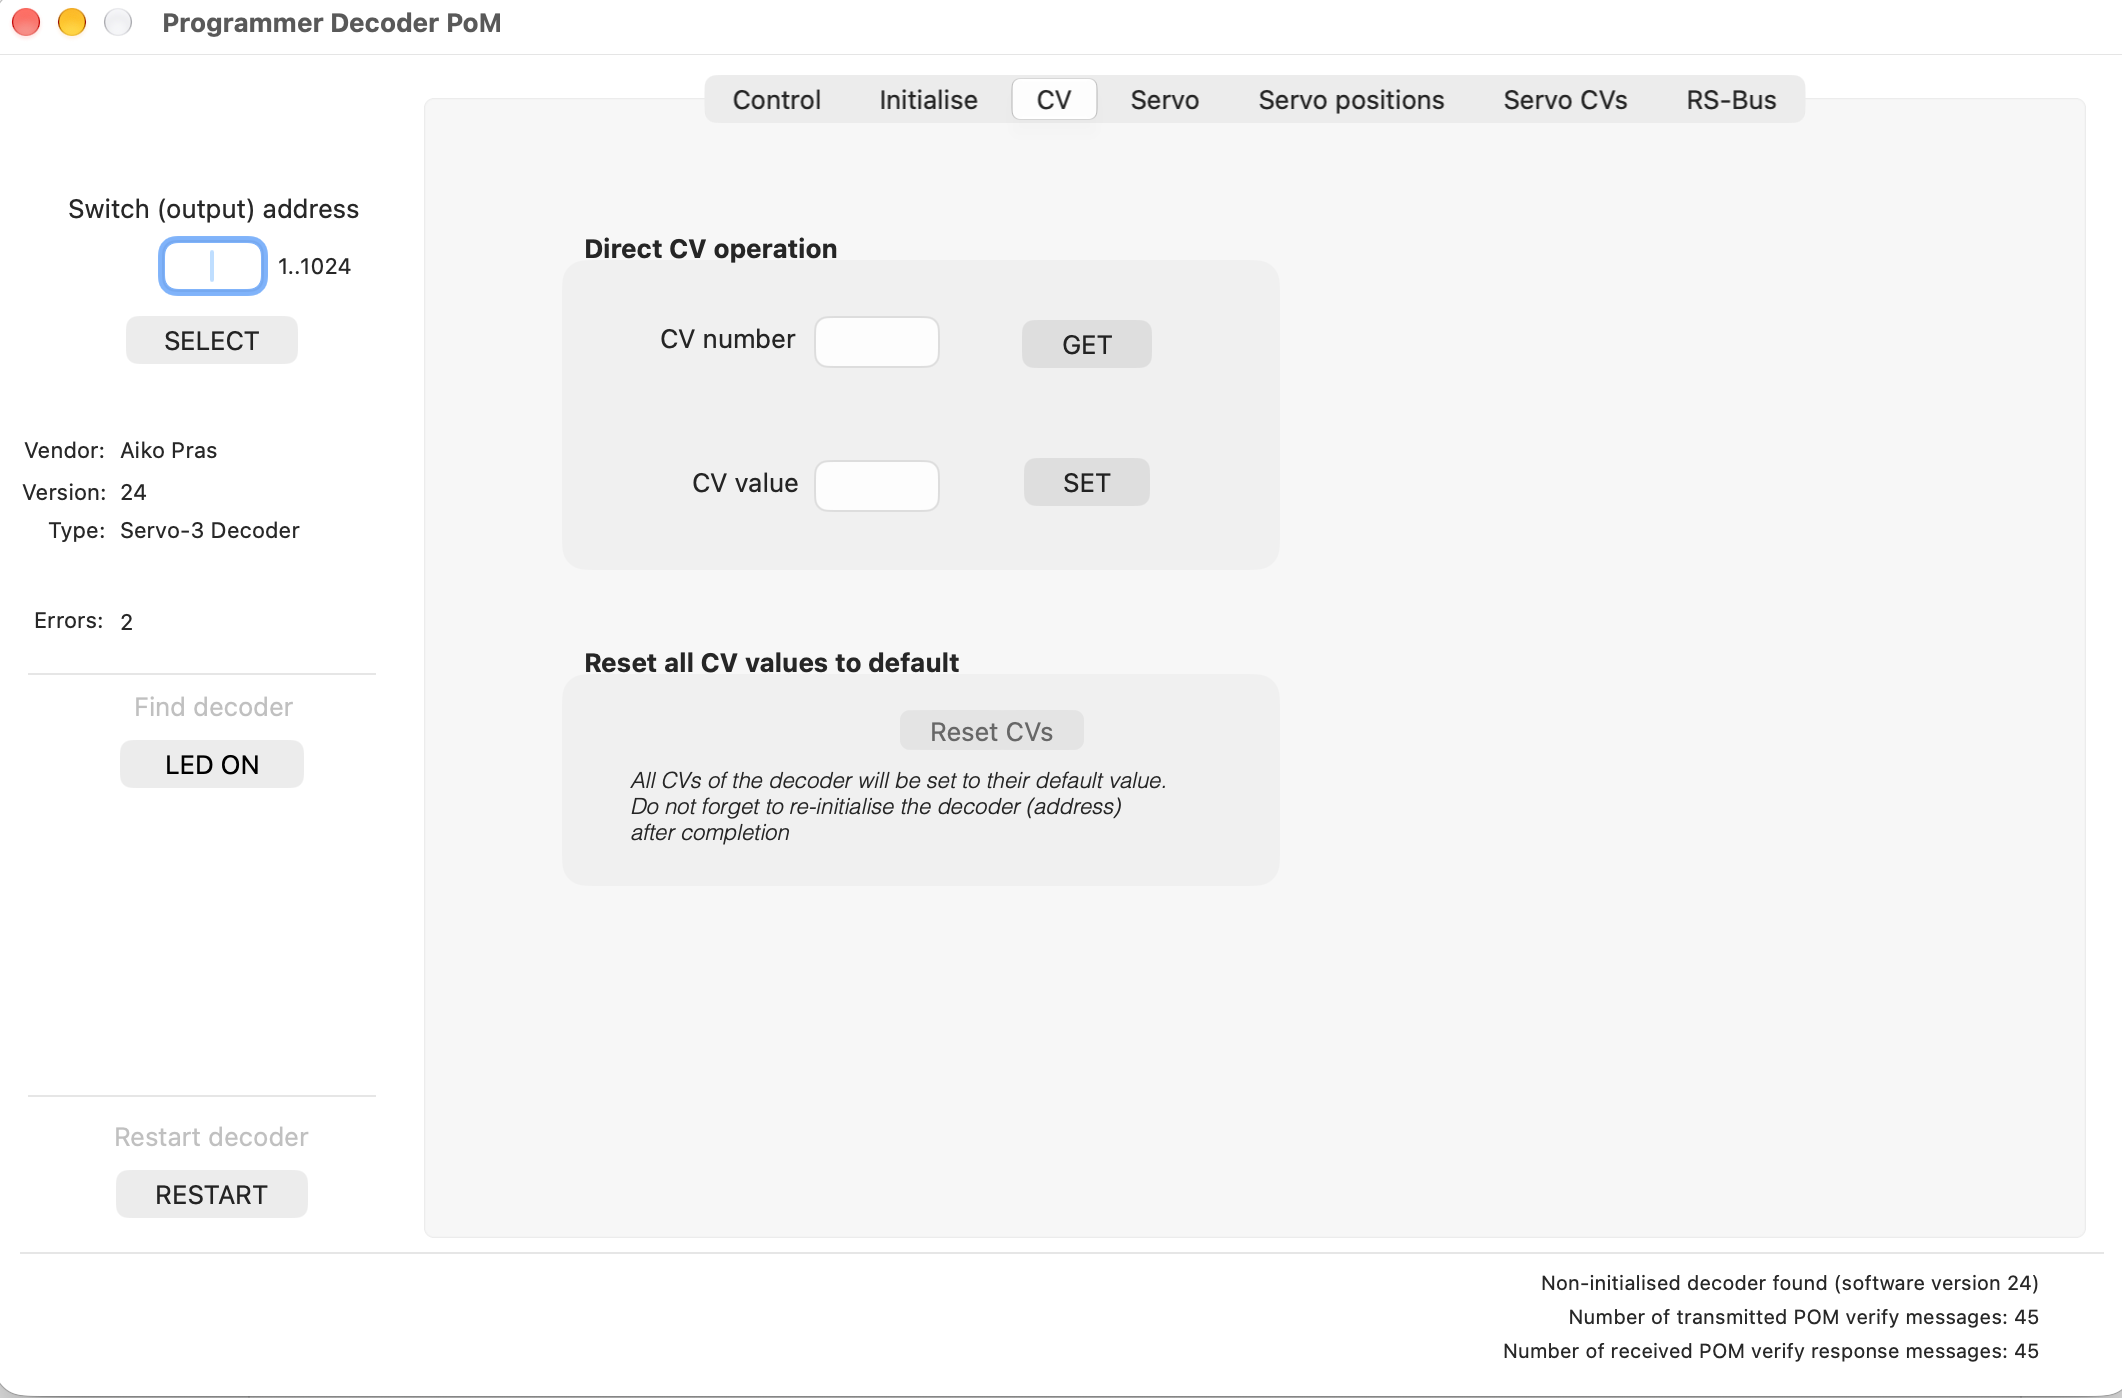 Programmer Decoder PoM
Control Initialise CV Servo Servo positions Servo CVs RS-Bus
Switch (output) address
1..1024
SELECT
Vendor: Aiko Pras
Version: 24
Type: Servo-3 Decoder
Errors: 2
Find decoder
LED ON
Restart decoder
RESTART
Direct CV operation
CV number GET
CV value SET
Reset all CV values to default
Reset CVs
All CVs of the decoder will be set to their default value.
Do not forget to re-initialise the decoder (address)
after completion
Non-initialised decoder found (software version 24)
Number of transmitted POM verify messages: 45
Number of received POM verify response messages: 45